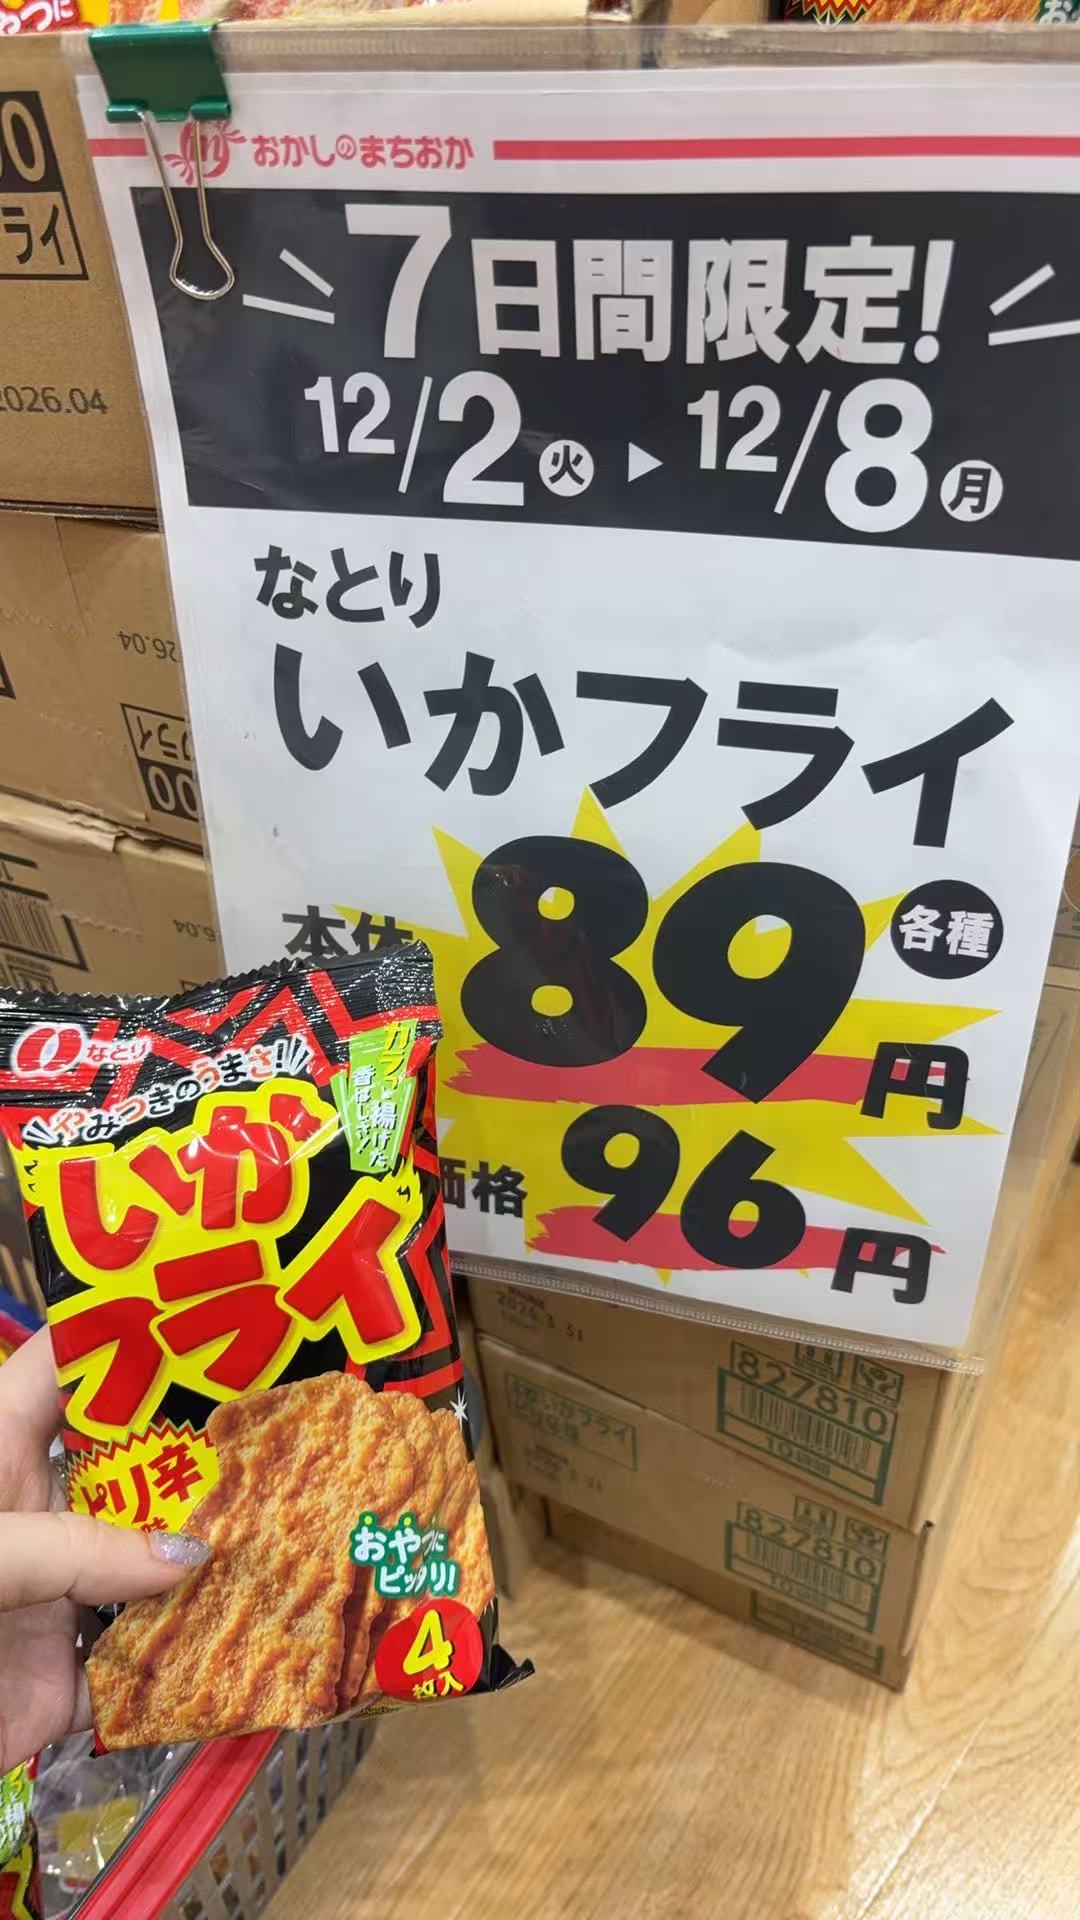 おかしのまちおか
7日間限定!
12/2火▶12/8月
なとり
いかフライ
本体
89円
各種
価格
96円
なとり
やみつきのうまさ!
カラッと揚げた
香ばしさ!
いか
フライ
ピリ辛
味
おやつに
ピッタリ!
4
枚入
ライ
2026.04
827810
827810